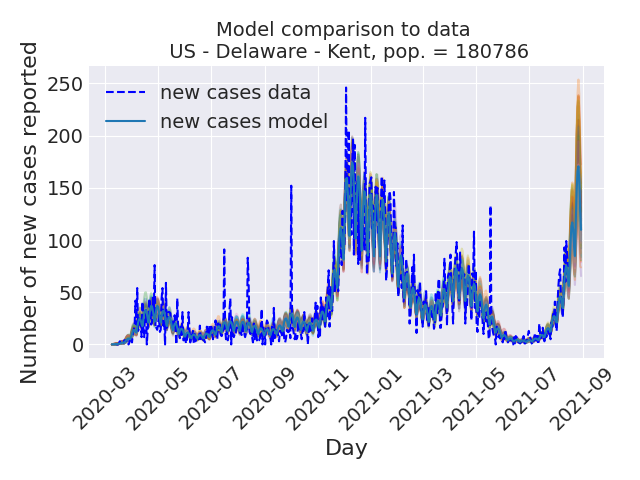 Model comparison to data
US - Delaware - Kent, pop. = 180786
Number of new cases reported
250
200
150
100
50
0
new cases data
new cases model
2020-03
2020-05
2020-07
2020-09
2020-11
2021-01
2021-03
2021-05
2021-07
2021-09
Day